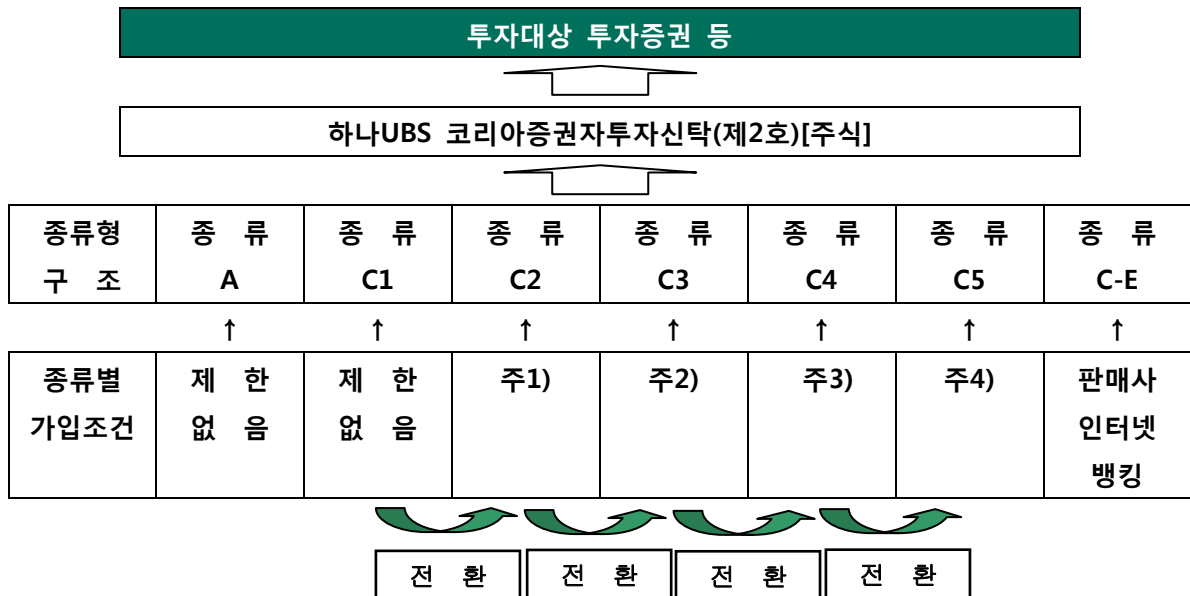 투자대상 투자증권 등
하나UBS 코리아증권자투자신탁(제2호)[주식]
종류형 종 류 종 류 종 류 종 류 종 류 종 류 종 류
구 조 A C1 C2 C3 C4 C5 C-E
↑ ↑ ↑ ↑ ↑ ↑ ↑
종류별 제 한 제 한 주1) 주2) 주3) 주4) 판매사
가입조건 없 음 없 음 인터넷
뱅킹
전 환 전 환 전 환 전 환